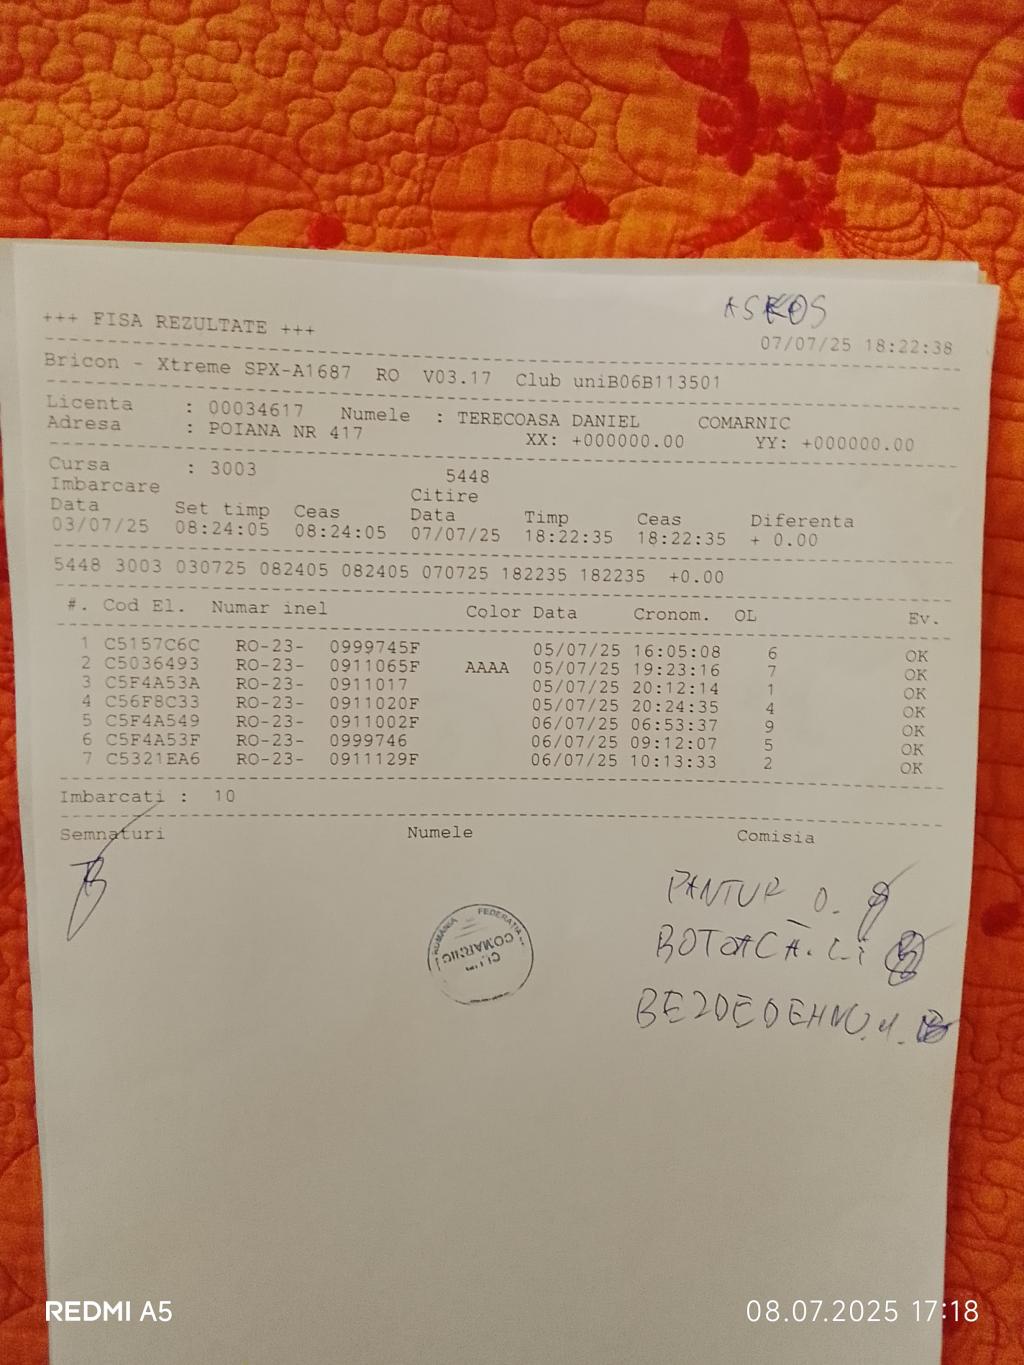 ASKOS
+++ FISA REZULTATE +++
07/07/25 18:22:38
Bricon - Xtreme SPX-A1687 RO V03.17 Club uniB06B113501
Licenta : 00034617 Numele : TERECOASA DANIEL COMARNIC
Adresa : POIANA NR 417 XX: +000000.00 YY: +000000.00
Cursa : 3003 5448
Imbarcare Citire
Data Set timp Ceas Data Timp Ceas Diferenta
03/07/25 08:24:05 08:24:05 07/07/25 18:22:35 18:22:35 + 0.00
5448 3003 030725 082405 082405 070725 182235 182235 +0.00
#. Cod El. Numar inel Color Data Cronom. OL Ev.
1 C5157C6C RO-23- 0999745F 05/07/25 16:05:08 6 OK
2 C5036493 RO-23- 0911065F AAAA 05/07/25 19:23:16 7 OK
3 C5F4A53A RO-23- 0911017 05/07/25 20:12:14 1 OK
4 C56F8C33 RO-23- 0911020F 05/07/25 20:24:35 4 OK
5 C5F4A549 RO-23- 0911002F 06/07/25 06:53:37 9 OK
6 C5F4A53F RO-23- 0999746 06/07/25 09:12:07 5 OK
7 C5321EA6 RO-23- 0911129F 06/07/25 10:13:33 2 OK
Imbarcati : 10
Semnaturi Numele Comisia
PANTUR O.
ROMANIA FEDERATIA
COMARNIC
REDMI A5
08.07.2025 17:18